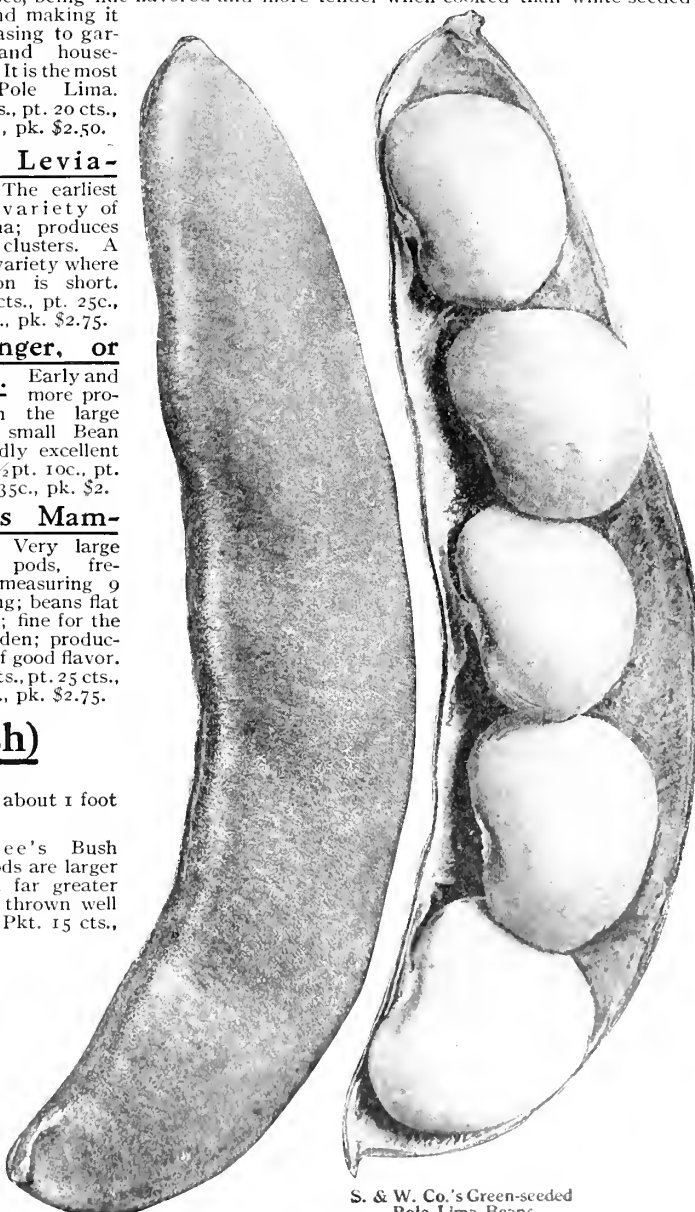 being fine flavored and more tender when cooked than white-seeded
nd making it
asing to gar-
and house-
It is the most
Pole Lima.
s., pt. 20 cts.,
., pk. $2.50.
Levia-
The earliest
variety of
na; produces
clusters. A
variety where
on is short.
cts., pt. 25c.,
., pk. $2.75.
nger, or
. Early and
more pro-
n the large
small Bean
dly excellent
½pt. 10c., pt.
35c., pk. $2.
s Mam-
Very large
pods, fre-
measuring 9
ng; beans flat
; fine for the
den; produc-
f good flavor.
ts., pt. 25 cts.,
., pk. $2.75.
h)
about 1 foot
ee's Bush
ds are larger
far greater
thrown well
Pkt. 15 cts.,
S. & W. Co.'s Green-seeded
Pole Lima Beans